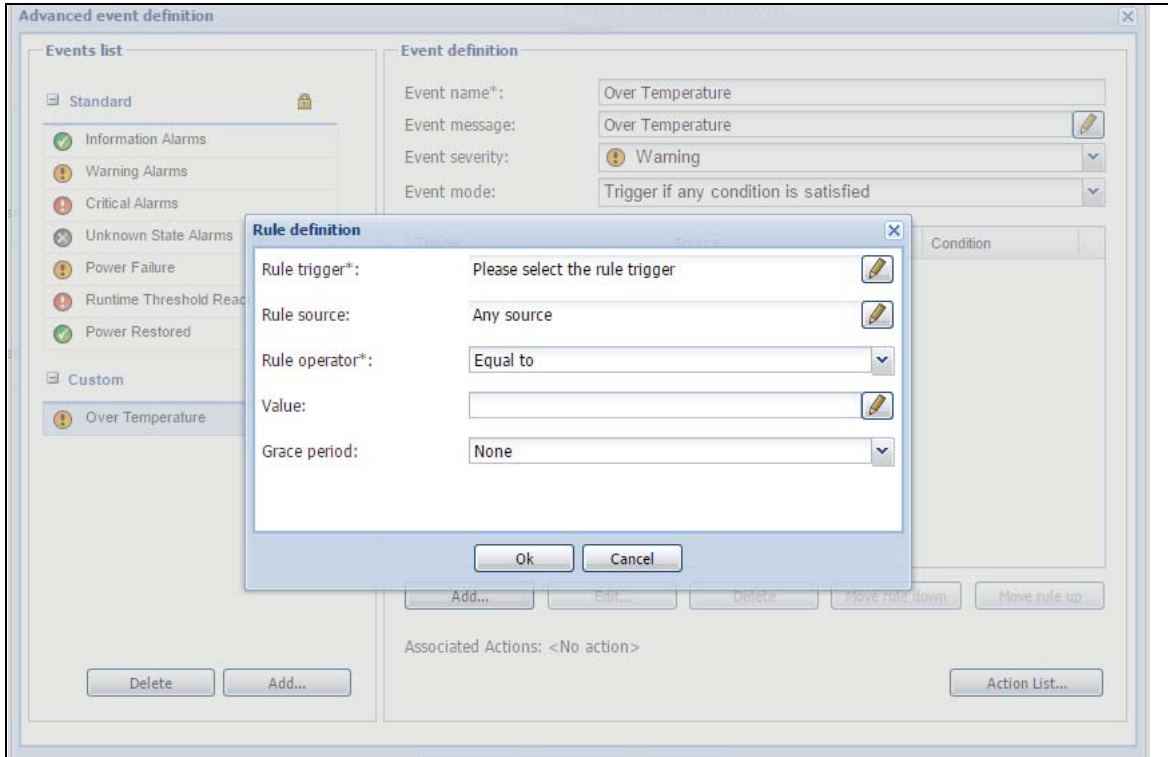 Advanced event definition
Events list
Standard
Information Alarms
Warning Alarms
Critical Alarms
Unknown State Alarms
Power Failure
Runtime Threshold Reac
Power Restored
Custom
Over Temperature
Delete
Add...
Event definition
Event name*: Over Temperature
Event message: Over Temperature
Event severity: Warning
Event mode: Trigger if any condition is satisfied
Trigger Source Condition
Rule definition
Rule trigger*: Please select the rule trigger
Rule source: Any source
Rule operator*: Equal to
Value:
Grace period: None
Ok Cancel
Add... Edit... Delete Move rule down Move rule up
Associated Actions: <No action>
Action List...